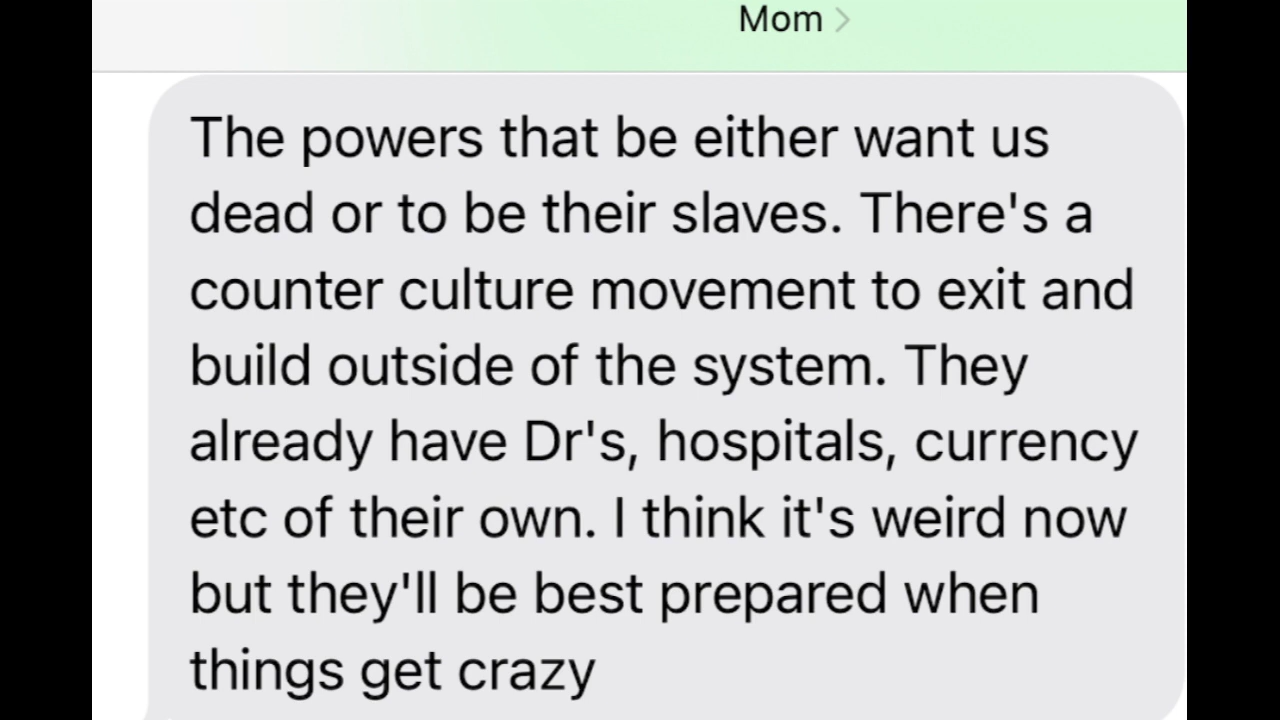 Mom >
The powers that be either want us
dead or to be their slaves. There's a
counter culture movement to exit and
build outside of the system. They
already have Dr's, hospitals, currency
etc of their own. I think it's weird now
but they'll be best prepared when
things get crazy